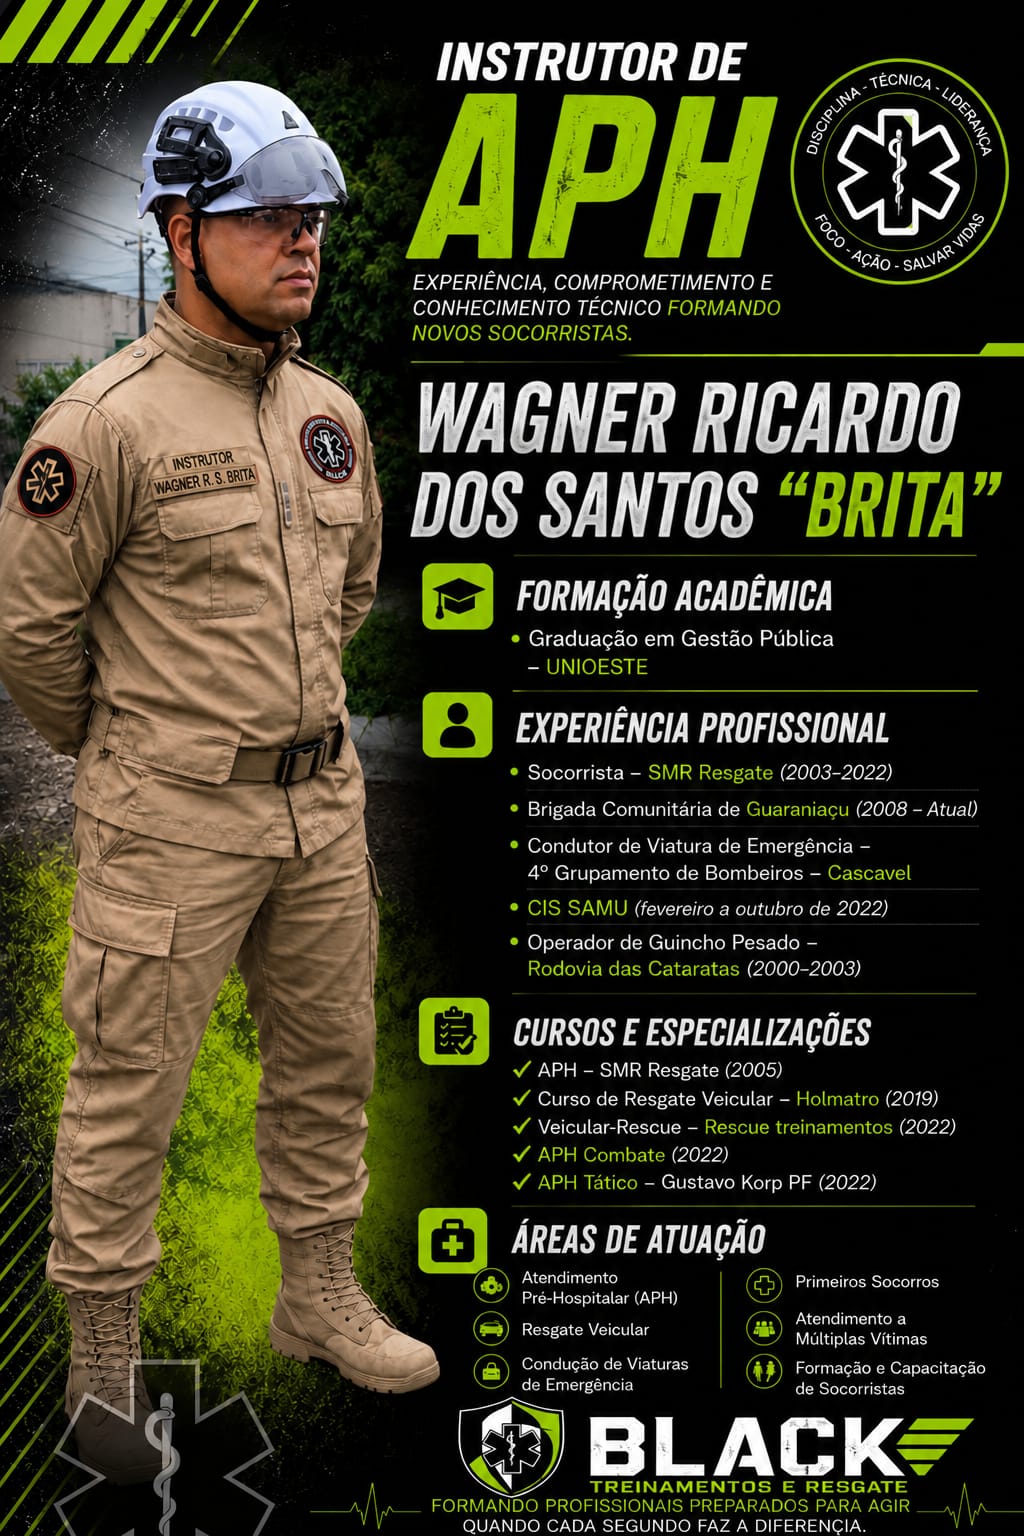 INSTRUTOR DE
APH
DISCIPLINA - TÉCNICA - LIDERANÇA
FOCO - AÇÃO - SALVAR VIDAS
EXPERIÊNCIA, COMPROMETIMENTO E
CONHECIMENTO TÉCNICO FORMANDO
NOVOS SOCORRISTAS.
WAGNER RICARDO
DOS SANTOS “BRITA”
INSTRUTOR
WAGNER R. S. BRITA
FORMAÇÃO ACADÊMICA
• Graduação em Gestão Pública
– UNIOESTE
EXPERIÊNCIA PROFISSIONAL
• Socorrista – SMR Resgate (2003–2022)
• Brigada Comunitária de Guaraniaçu (2008 – Atual)
• Condutor de Viatura de Emergência –
4º Grupamento de Bombeiros – Cascavel
• CIS SAMU (fevereiro a outubro de 2022)
• Operador de Guincho Pesado –
Rodovia das Cataratas (2000–2003)
CURSOS E ESPECIALIZAÇÕES
✓ APH – SMR Resgate (2005)
✓ Curso de Resgate Veicular – Holmatro (2019)
✓ Veicular-Rescue – Rescue treinamentos (2022)
✓ APH Combate (2022)
✓ APH Tático – Gustavo Korp PF (2022)
ÁREAS DE ATUAÇÃO
Atendimento
Pré-Hospitalar (APH)
Resgate Veicular
Condução de Viaturas
de Emergência
Primeiros Socorros
Atendimento a
Múltiplas Vítimas
Formação e Capacitação
de Socorristas
BLACK
TREINAMENTOS E RESGATE
FORMANDO PROFISSIONAIS PREPARADOS PARA AGIR
QUANDO CADA SEGUNDO FAZ A DIFERENÇA.